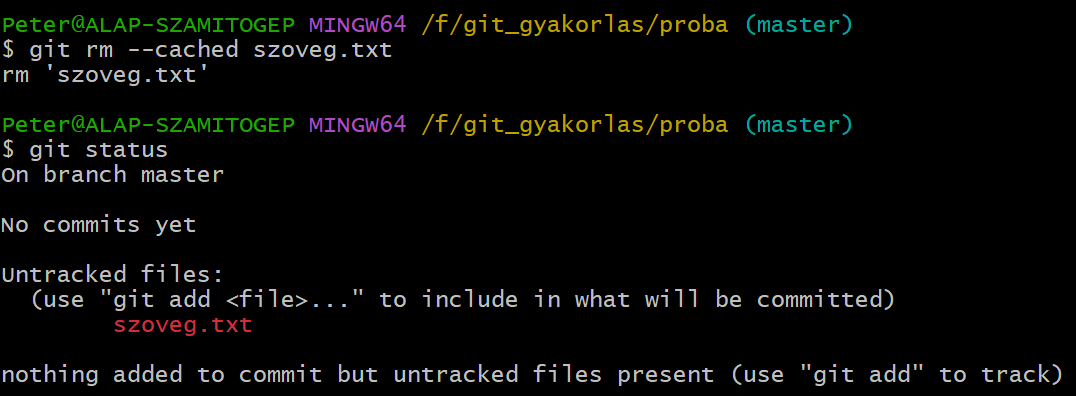 Peter@ALAP-SZAMITOGEP MINGW64 /f/git_gyakorlas/proba (master)
$ git rm --cached szoveg.txt
rm 'szoveg.txt'
Peter@ALAP-SZAMITOGEP MINGW64 /f/git_gyakorlas/proba (master)
$ git status
On branch master
No commits yet
Untracked files:
  (use "git add <file>..." to include in what will be committed)
        szoveg.txt
nothing added to commit but untracked files present (use "git add" to track)